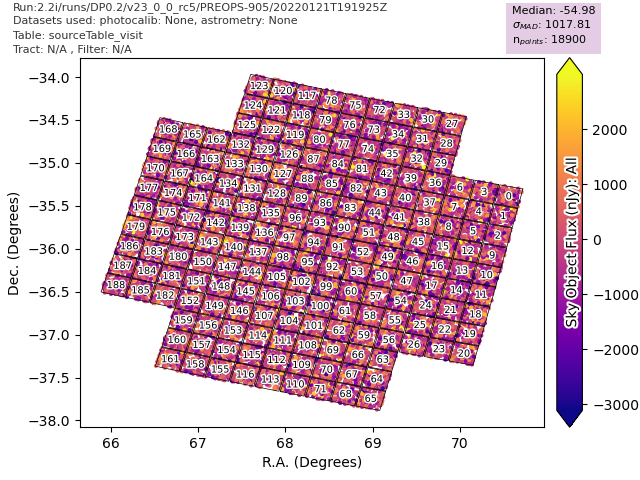 Run:2.2i/runs/DP0.2/v23_0_0_rc5/PREOPS-905/20220121T191925Z
Datasets used: photocalib: None, astrometry: None
Table: sourceTable_visit
Tract: N/A , Filter: N/A
Median: -54.98
σMAD: 1017.81
npoints: 18900
−34.0
−34.5
−35.0
−35.5
−36.0
−36.5
−37.0
−37.5
−38.0
Dec. (Degrees)
123 120 117 78 75 72 33 30 27
124 121 118 79 76 73 34 31 28
125 122 119 80 77 74 35 32 29
168 165 162 132 129 126 87 84 81 42 39 36 6 3 0
169 166 163 133 130 127 88 85 82 43 40 37 7 4 1
170 167 164 134 131 128 89 86 83 44 41 38 8 5 2
177 174 171 141 138 135 96 93 90 51 48 45 15 12 9
178 175 172 142 139 136 97 94 91 52 49 46 16 13 10
179 176 173 143 140 137 98 95 92 53 50 47 17 14 11
186 183 180 150 147 144 105 102 99 60 57 54 24 21 18
187 184 181 151 148 145 106 103 100 61 58 55 25 22 19
188 185 182 152 149 146 107 104 101 62 59 56 26 23 20
159 156 153 114 111 108 69 66 63
160 157 154 115 112 109 70 67 64
161 158 155 116 113 110 71 68 65
66 67 68 69 70
R.A. (Degrees)
2000
1000
0
−1000
−2000
−3000
Sky Object Flux (nJy): All